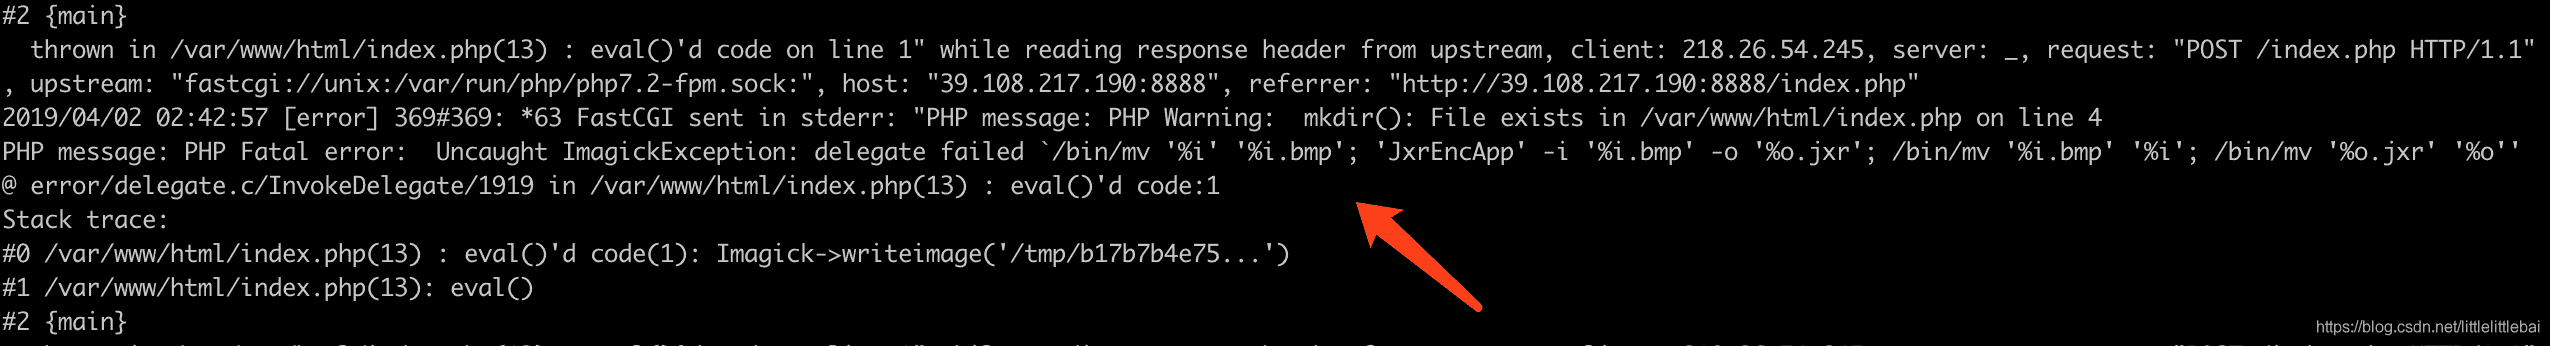 #2 {main}
  thrown in /var/www/html/index.php(13) : eval()'d code on line 1" while reading response header from upstream, client: 218.26.54.245, server: _, request: "POST /index.php HTTP/1.1"
, upstream: "fastcgi://unix:/var/run/php/php7.2-fpm.sock:", host: "39.108.217.190:8888", referrer: "http://39.108.217.190:8888/index.php"
2019/04/02 02:42:57 [error] 369#369: *63 FastCGI sent in stderr: "PHP message: PHP Warning:  mkdir(): File exists in /var/www/html/index.php on line 4
PHP message: PHP Fatal error:  Uncaught ImagickException: delegate failed `/bin/mv '%i' '%i.bmp'; 'JxrEncApp' -i '%i.bmp' -o '%o.jxr'; /bin/mv '%i.bmp' '%i'; /bin/mv '%o.jxr' '%o''
@ error/delegate.c/InvokeDelegate/1919 in /var/www/html/index.php(13) : eval()'d code:1
Stack trace:
#0 /var/www/html/index.php(13) : eval()'d code(1): Imagick->writeimage('/tmp/b17b7b4e75...')
#1 /var/www/html/index.php(13): eval()
#2 {main}
https://blog.csdn.net/littlelittlebai